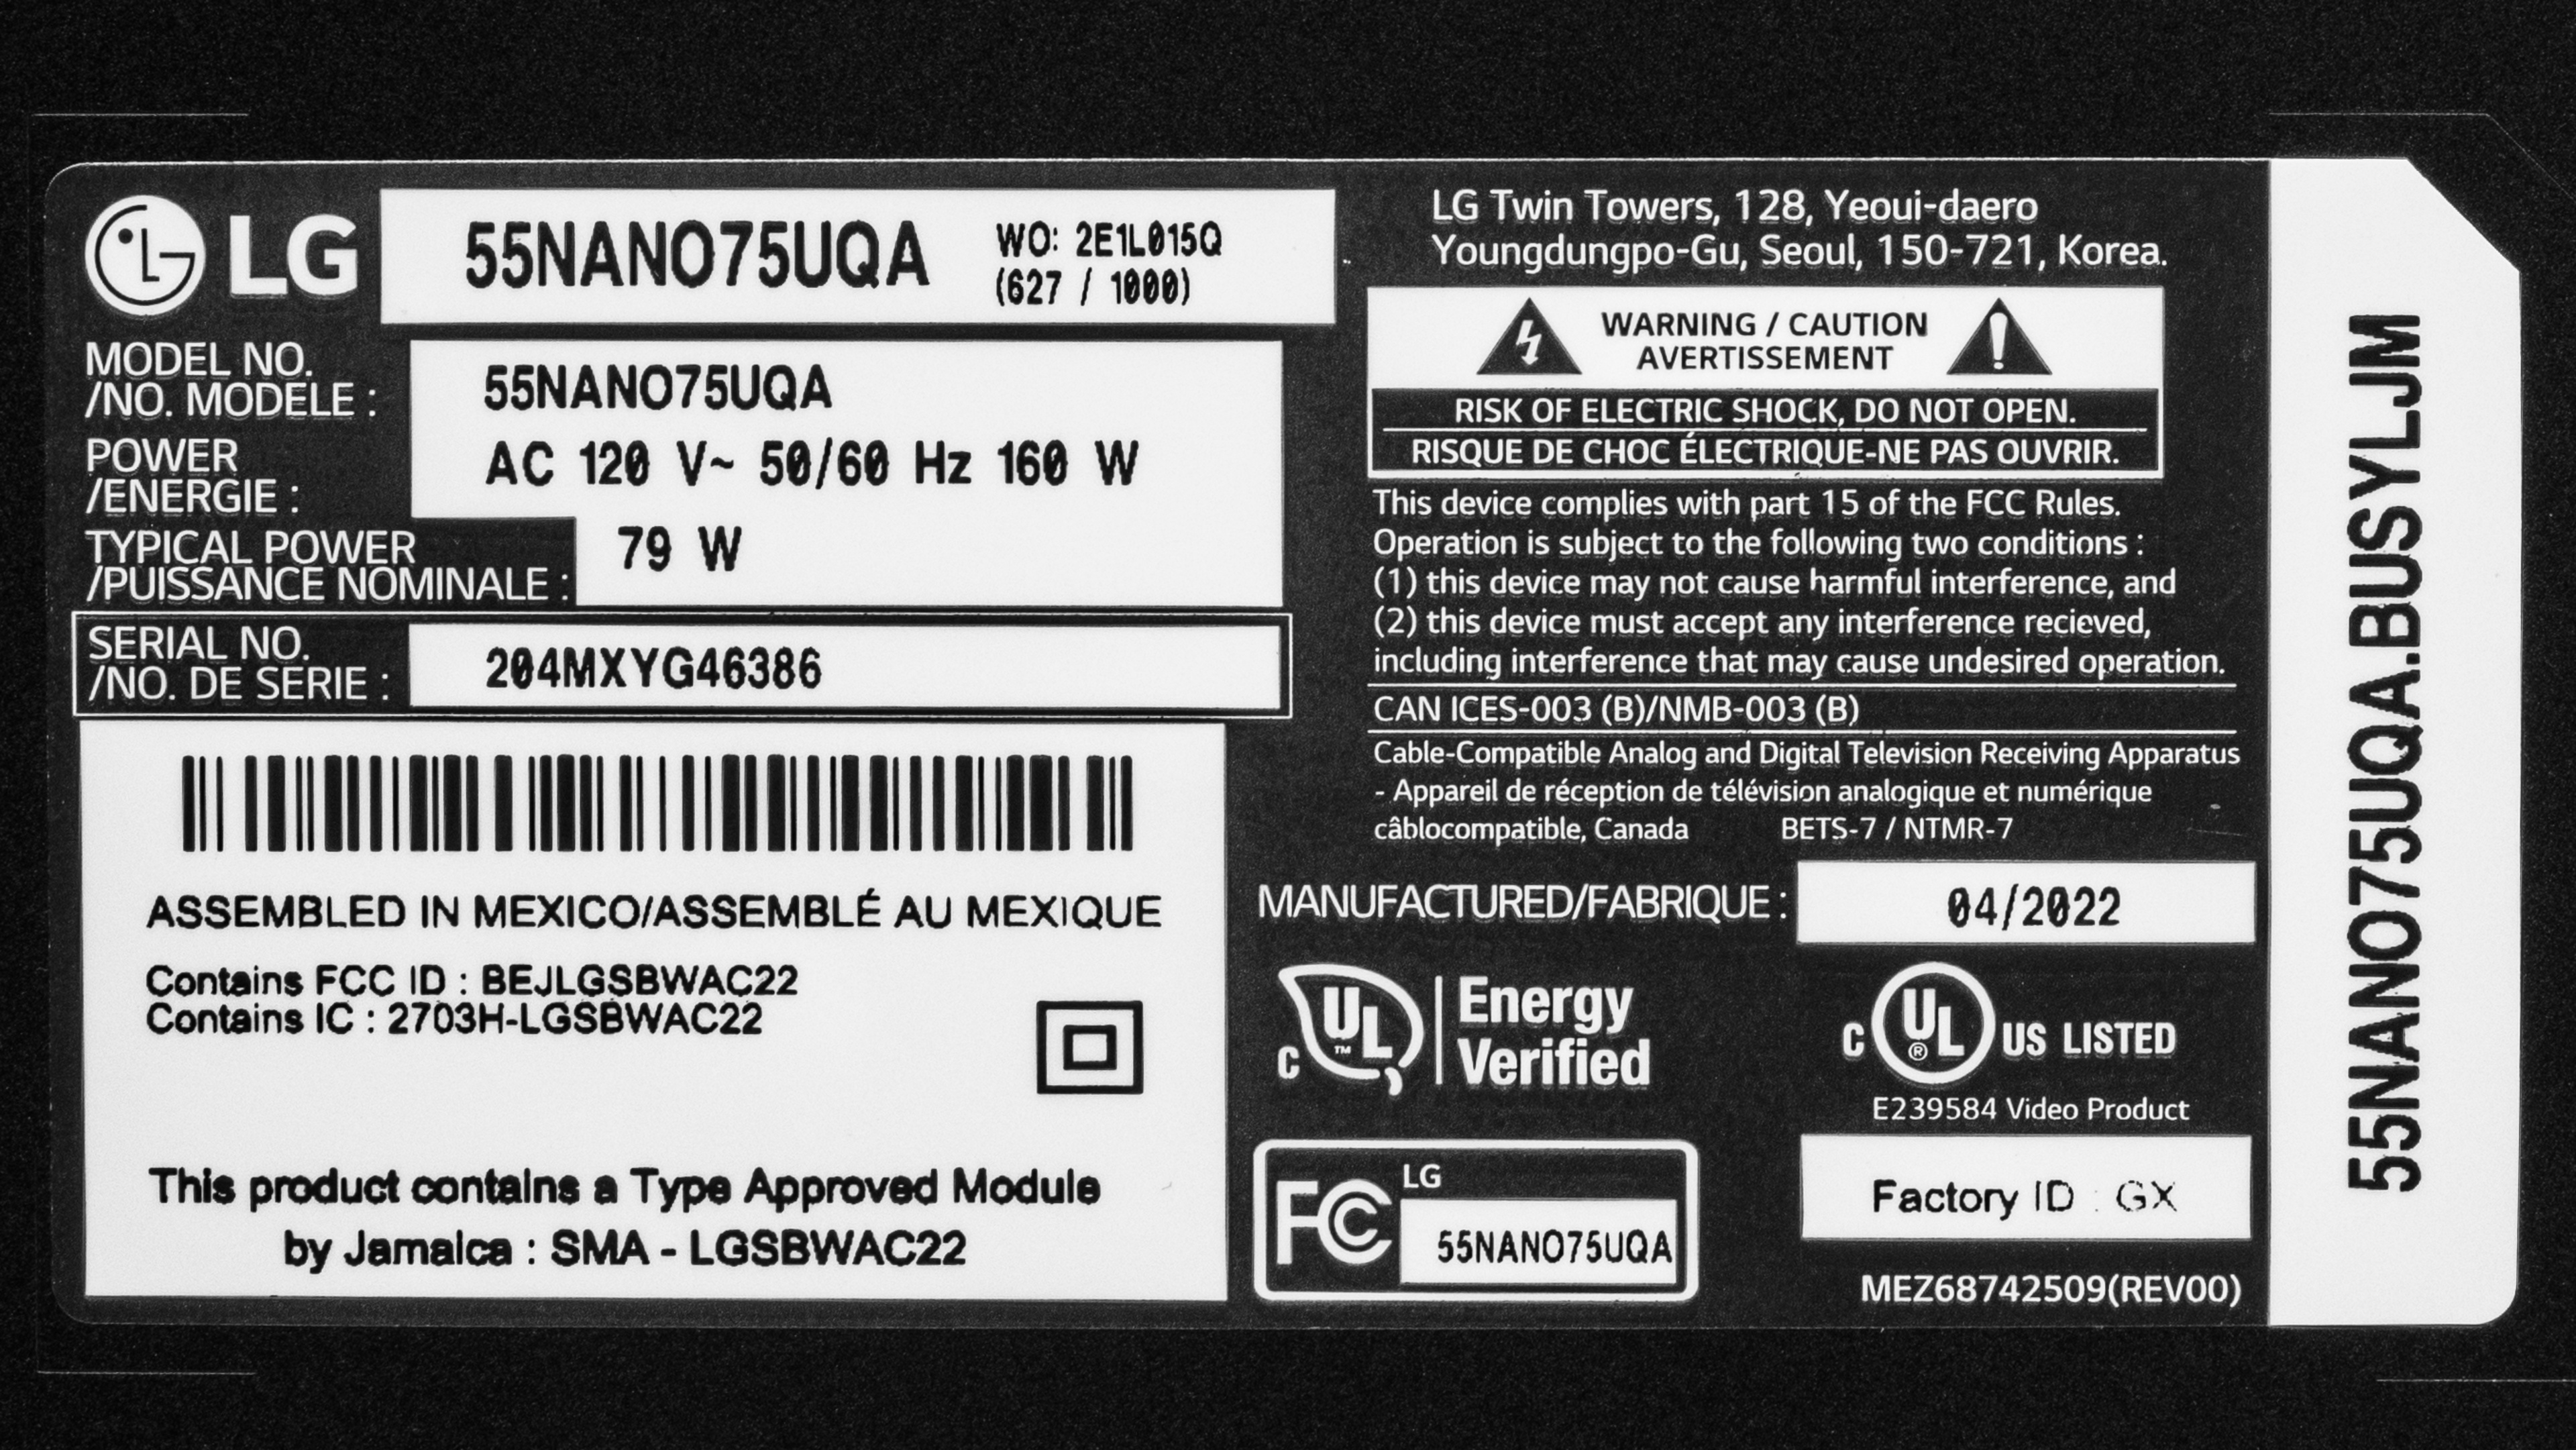 LG
55NANO75UQA
WO: 2E1L015Q
(627 / 1000)
MODEL NO.
/NO. MODELE :
55NANO75UQA
POWER
/ENERGIE :
AC 120 V~ 50/60 Hz 160 W
TYPICAL POWER
/PUISSANCE NOMINALE :
79 W
SERIAL NO.
/NO. DE SERIE :
204MXYG46386
ASSEMBLED IN MEXICO/ASSEMBLÉ AU MEXIQUE
Contains FCC ID : BEJLGSBWAC22
Contains IC : 2703H-LGSBWAC22
This product contains a Type Approved Module
by Jamaica : SMA - LGSBWAC22
LG Twin Towers, 128, Yeoui-daero
Youngdungpo-Gu, Seoul, 150-721, Korea.
WARNING / CAUTION
AVERTISSEMENT
RISK OF ELECTRIC SHOCK, DO NOT OPEN.
RISQUE DE CHOC ÉLECTRIQUE-NE PAS OUVRIR.
This device complies with part 15 of the FCC Rules.
Operation is subject to the following two conditions :
(1) this device may not cause harmful interference, and
(2) this device must accept any interference recieved,
including interference that may cause undesired operation.
CAN ICES-003 (B)/NMB-003 (B)
Cable-Compatible Analog and Digital Television Receiving Apparatus
- Appareil de réception de télévision analogique et numérique
câblocompatible, Canada BETS-7 / NTMR-7
MANUFACTURED/FABRIQUE :
04/2022
C UL ™
Energy
Verified
C UL ® US LISTED
E239584 Video Product
FC
LG
55NANO75UQA
Factory ID : GX
MEZ68742509(REV00)
55NANO75UQA.BUSYLJM